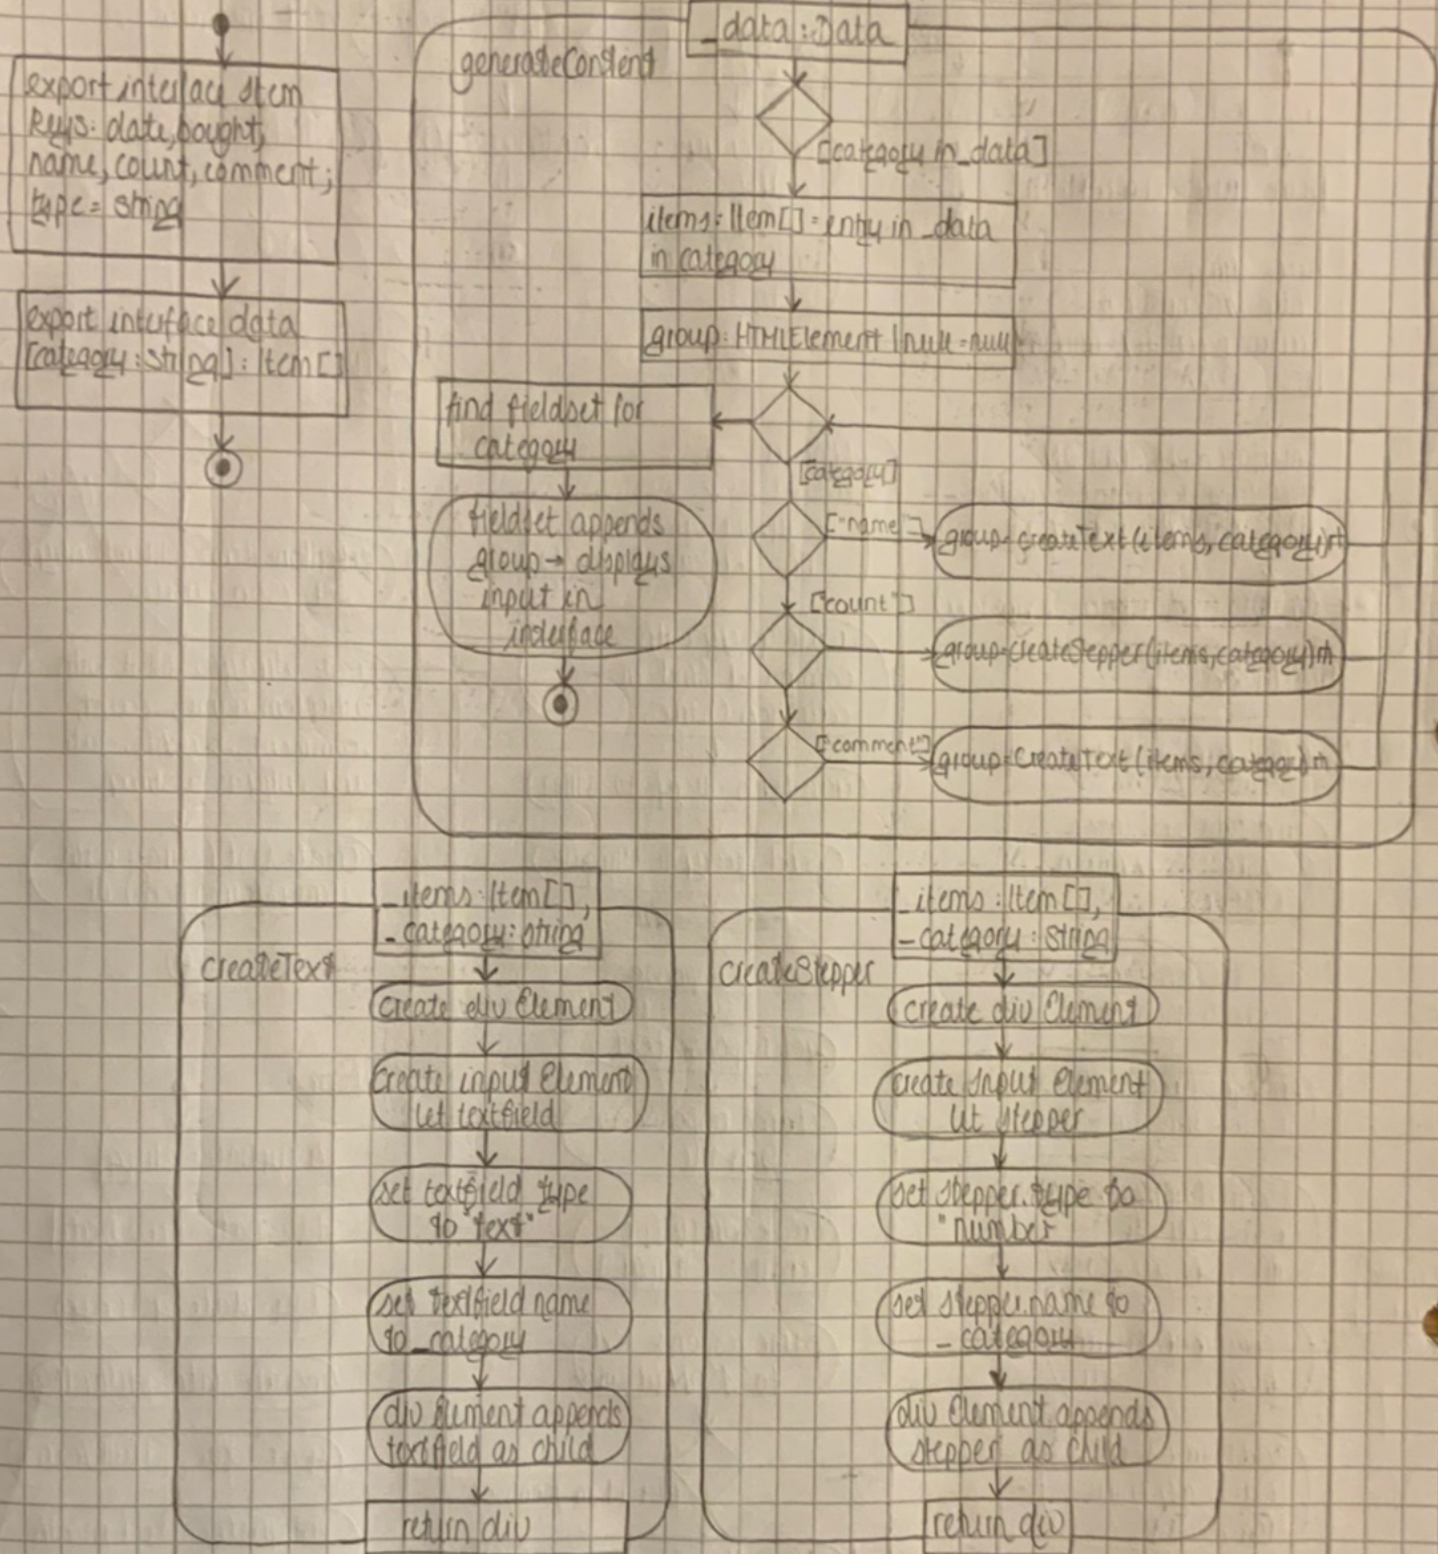 export interface Item
keys: date, bought,
name, count, comment;
type = string
export interface data
[category: string]: Item[]
generateContent
_data: Data
[category in_data]
items: Item[] = entry in _data
in category
group: HTMLElement | null = null
find fieldset for
category
[category]
fieldset appends
group → displays
input in
interface
["name"]
group = createText(items, category)
["count"]
group = createStepper(items, category)
["comment"]
group = CreateText(items, category)
createText
_items: Item[],
_category: string
create div Element
create input Element
let textfield
set textfield type
to "text"
set textfield name
to _category
div Element appends
textfield as child
return div
createStepper
_items: Item[],
_category: string
create div Element
create Input Element
let stepper
set stepper.type to
"number"
set stepper.name to
_category
div Element appends
stepper as child
return div